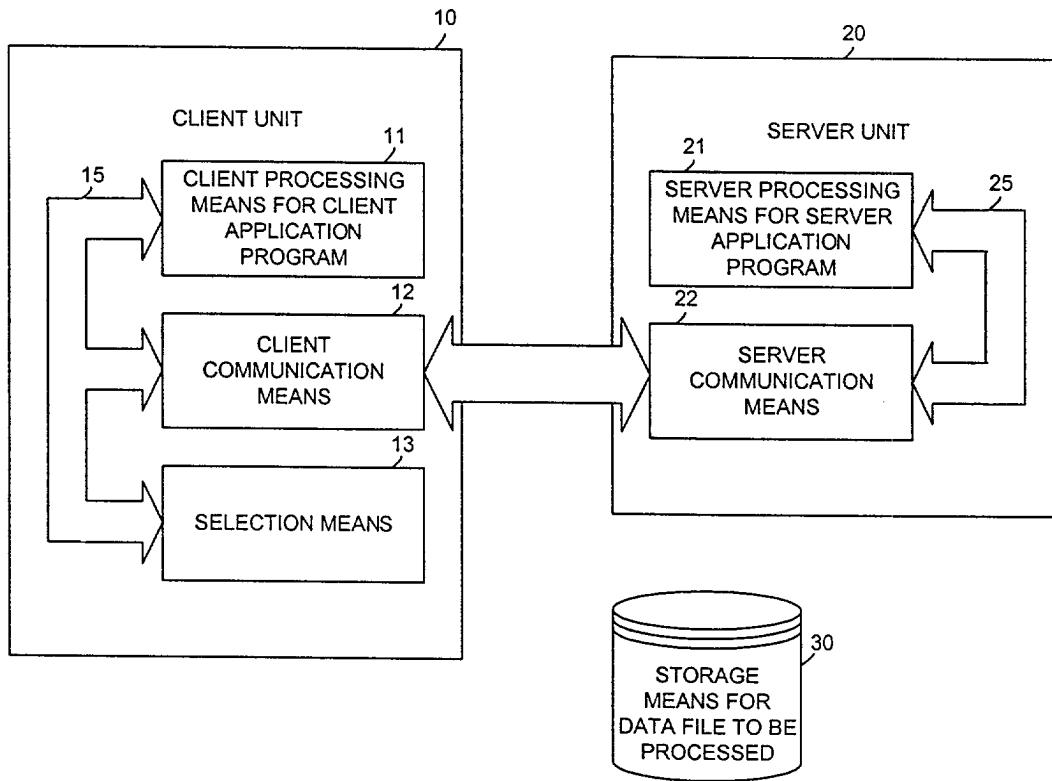 10
20
CLIENT UNIT
SERVER UNIT
11
15
CLIENT PROCESSING
MEANS FOR CLIENT
APPLICATION
PROGRAM
21
25
SERVER PROCESSING
MEANS FOR SERVER
APPLICATION
PROGRAM
12
CLIENT
COMMUNICATION
MEANS
22
SERVER
COMMUNICATION
MEANS
13
SELECTION MEANS
30
STORAGE
MEANS FOR
DATA FILE TO BE
PROCESSED